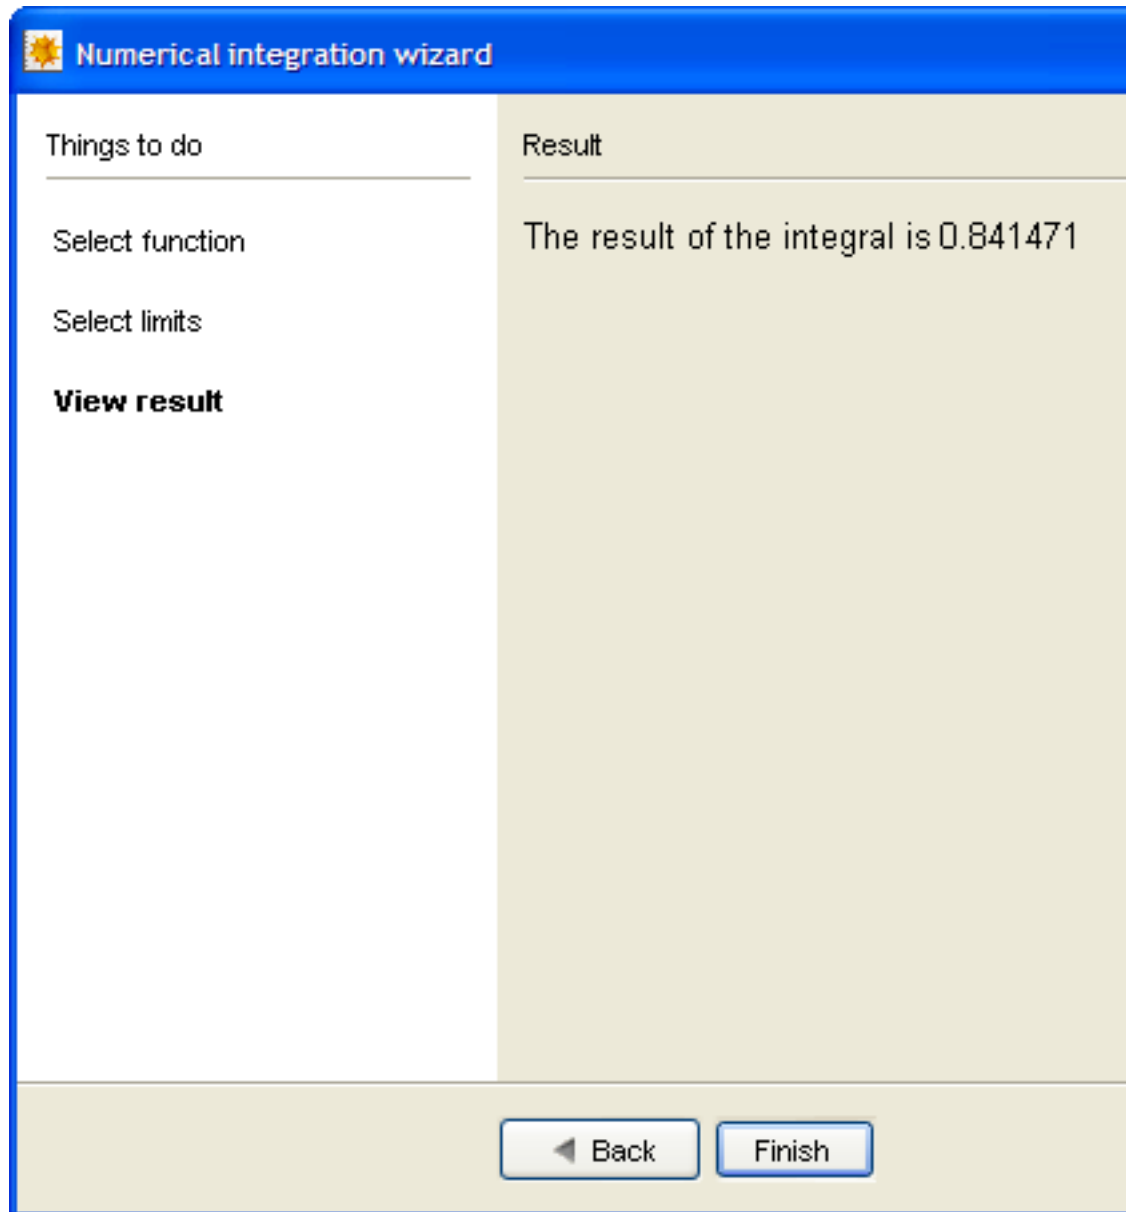 Numerical integration wizard
Things to do
Select function
Select limits
View result
Result
The result of the integral is 0.841471
Back
Finish